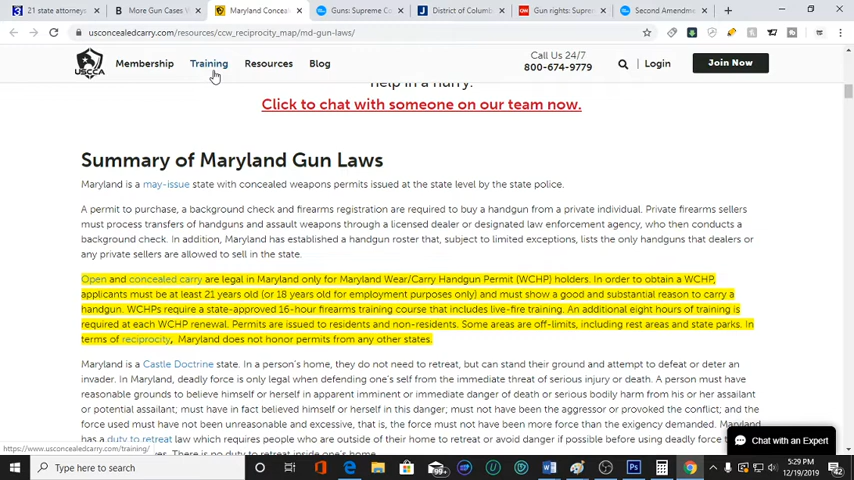 21 state attorneys
More Gun Cases W
Maryland Conceal
Guns: Supreme Co
District of Columb
Gun rights: Supre
Second Amendme
usconcealedcarry.com/resources/ccw_reciprocity_map/md-gun-laws/
USCCA
Membership
Training
Resources
Blog
Call Us 24/7
800-674-9779
Login
Join Now
help in a hurry.
Click to chat with someone on our team now.
Summary of Maryland Gun Laws
Maryland is a may-issue state with concealed weapons permits issued at the state level by the state police.
A permit to purchase, a background check and firearms registration are required to buy a handgun from a private individual. Private firearms sellers
must process transfers of handguns and assault weapons through a licensed dealer or designated law enforcement agency, who then conducts a
background check. In addition, Maryland has established a handgun roster that, subject to limited exceptions, lists the only handguns that dealers or
any private sellers are allowed to sell in the state.
Open and concealed carry are legal in Maryland only for Maryland Wear/Carry Handgun Permit (WCHP) holders. In order to obtain a WCHP,
applicants must be at least 21 years old (or 18 years old for employment purposes only) and must show a good and substantial reason to carry a
handgun. WCHPs require a state-approved 16-hour firearms training course that includes live-fire training. An additional eight hours of training is
required at each WCHP renewal. Permits are issued to residents and non-residents. Some areas are off-limits, including rest areas and state parks. In
terms of reciprocity, Maryland does not honor permits from any other states.
Maryland is a Castle Doctrine state. In a person's home, they do not need to retreat, but can stand their ground and attempt to defeat or deter an
invader. In Maryland, deadly force is only legal when defending one's self from the immediate threat of serious injury or death. A person must have
reasonable grounds to believe himself or herself in apparent imminent or immediate danger of death or serious bodily harm from his or her assailant
or potential assailant; must have in fact believed himself or herself in this danger; must not have been the aggressor or provoked the conflict; and the
force used must have not been unreasonable and excessive, that is, the force must not have been more force than the exigency demanded. Maryland
has a duty to retreat law which requires people who are outside of their home to retreat or avoid danger if possible before using deadly force
there is no duty to retreat inside one's home.
https://www.usconcealedcarry.com/training/
Chat with an Expert
Type here to search
99+
5:29 PM
12/19/2019